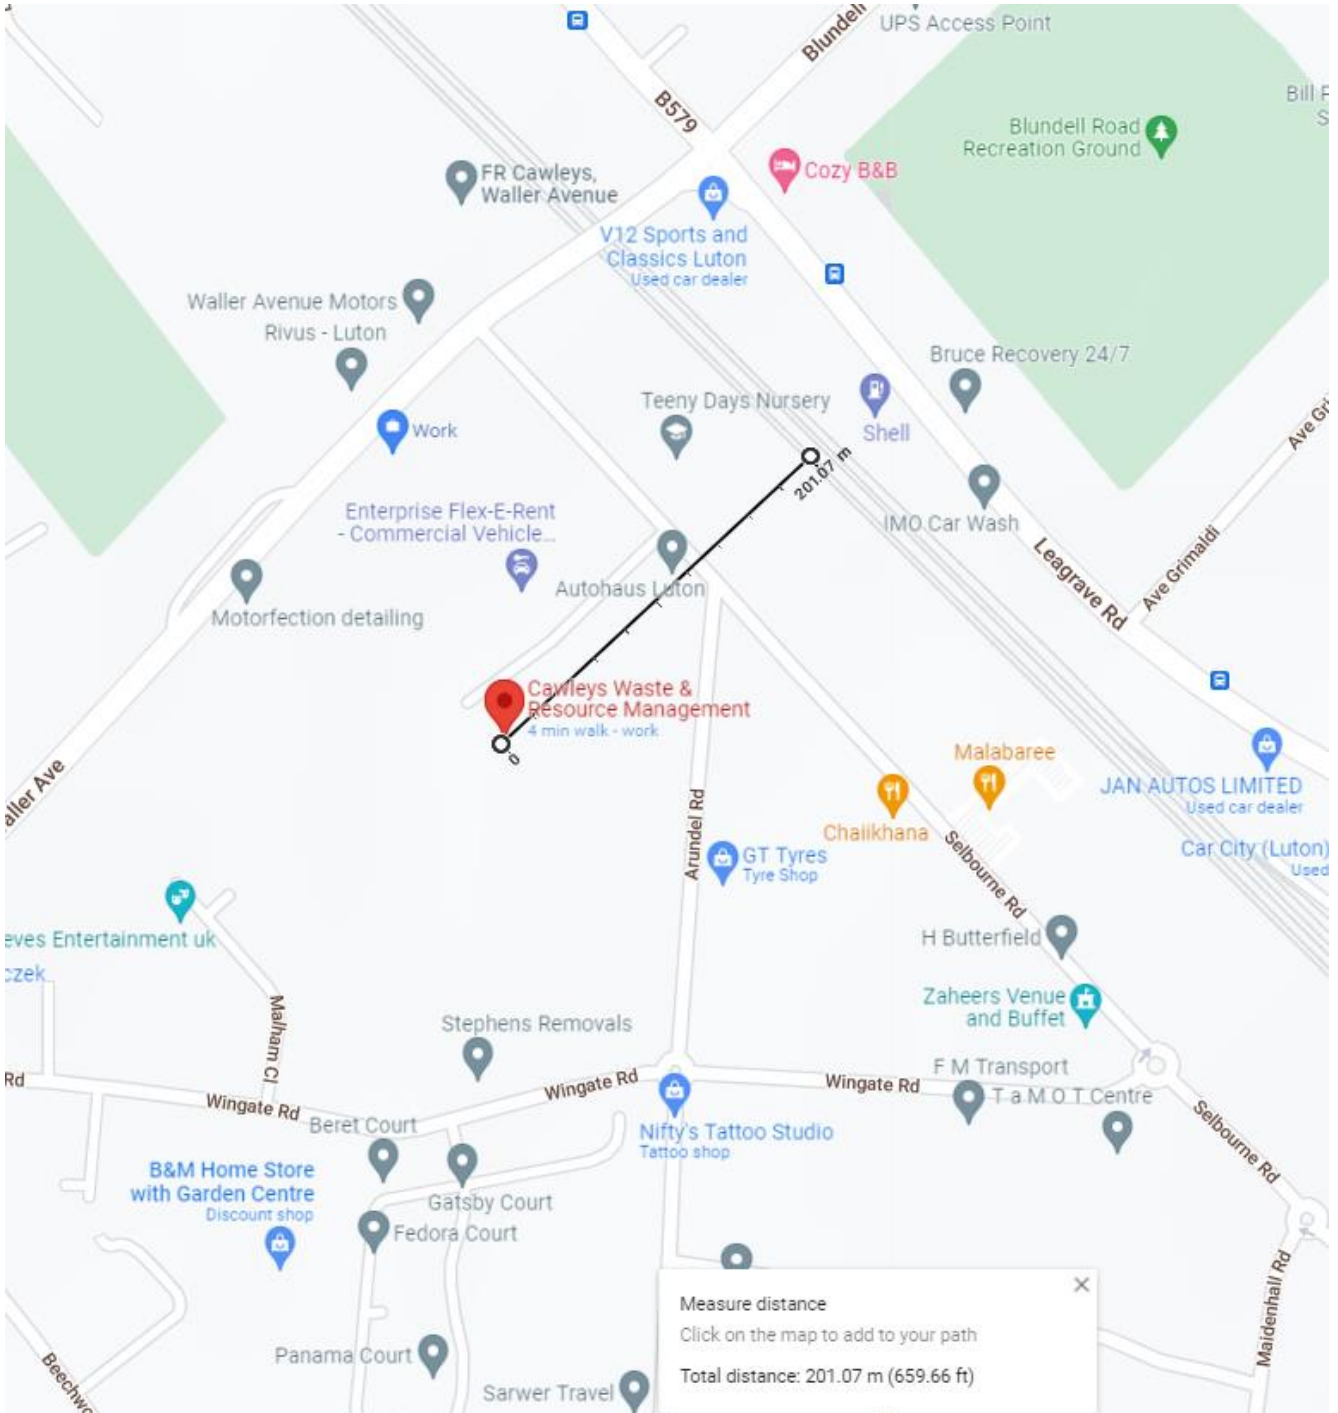 UPS Access Point
Blundell
B579
Bill
Blundell Road
Recreation Ground
Cozy B&B
FR Cawleys,
Waller Avenue
V12 Sports and
Classics Luton
Used car dealer
Waller Avenue Motors
Rivus - Luton
Bruce Recovery 24/7
Teeny Days Nursery
Shell
Work
201.07 m
Ave Gri
Enterprise Flex-E-Rent
- Commercial Vehicle...
IMO Car Wash
Leagrave Rd
Ave Grimaldi
Autohaus Luton
Motorfection detailing
Cawleys Waste &
Resource Management
4 min walk - work
0
aller Ave
Malabaree
JAN AUTOS LIMITED
Used car dealer
Chaiikhana
Arundel Rd
Selbourne Rd
GT Tyres
Tyre Shop
Car City (Luton)
Used
eves Entertainment uk
czek
H Butterfield
Zaheers Venue
and Buffet
Malham Cl
Stephens Removals
F M Transport
Rd
Wingate Rd
Wingate Rd
Wingate Rd
T a M O T Centre
Beret Court
Nifty's Tattoo Studio
Tattoo shop
Selbourne Rd
B&M Home Store
with Garden Centre
Discount shop
Gatsby Court
Fedora Court
Maidenhall Rd
Measure distance
Click on the map to add to your path
Total distance: 201.07 m (659.66 ft)
Panama Court
Sarwer Travel
Beechwo